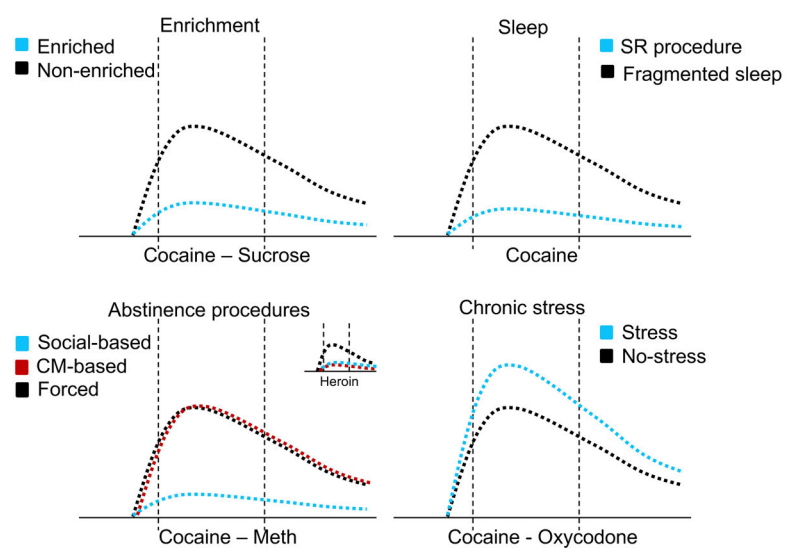 Enrichment
Enriched
Non-enriched
Cocaine – Sucrose
Sleep
SR procedure
Fragmented sleep
Cocaine
Abstinence procedures
Social-based
CM-based
Forced
Heroin
Cocaine – Meth
Chronic stress
Stress
No-stress
Cocaine - Oxycodone